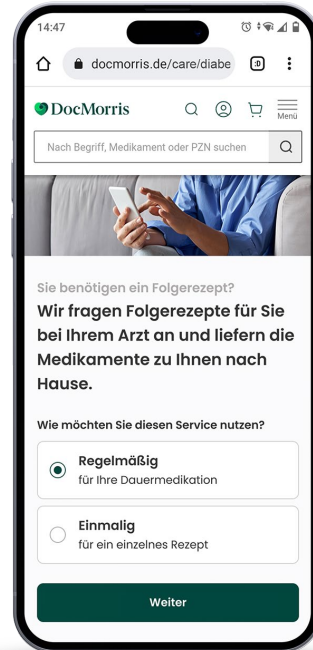 14:47
docmorris.de/care/diabe
:D
DocMorris
Menü
Nach Begriff, Medikament oder PZN suchen
Sie benötigen ein Folgerezept?
Wir fragen Folgerezepte für Sie
bei Ihrem Arzt an und liefern die
Medikamente zu Ihnen nach
Hause.
Wie möchten Sie diesen Service nutzen?
Regelmäßig
für Ihre Dauermedikation
Einmalig
für ein einzelnes Rezept
Weiter